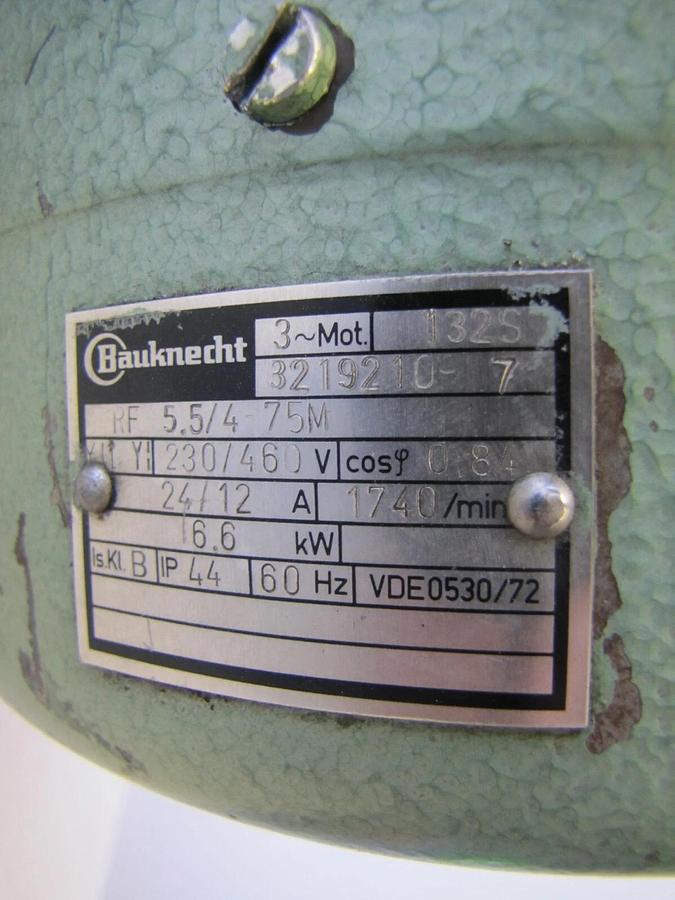 Bauknecht 3~Mot. 132S
3219210- 7
RF 5.5/4-75M
230/460 V cosφ 0.84
24/12 A 1740/min
6.6 kW
Is.Kl. B IP 44 60 Hz VDE0530/72